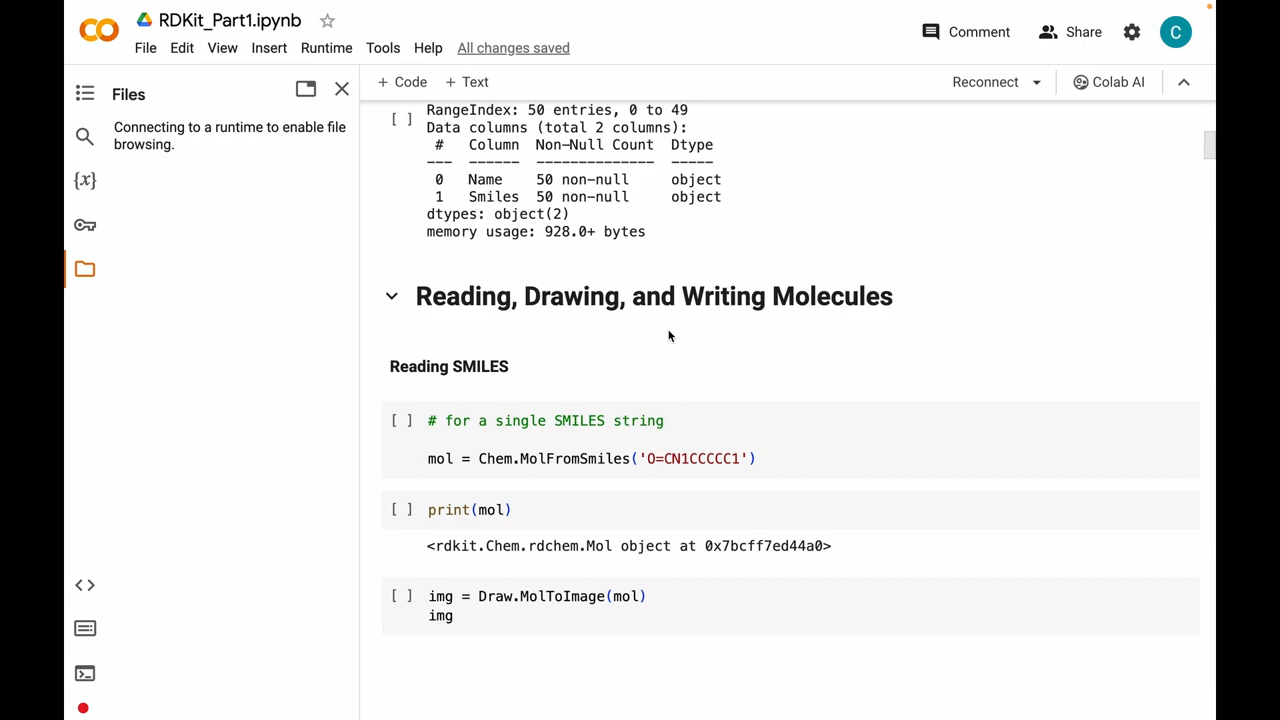 RDKit_Part1.ipynb
File Edit View Insert Runtime Tools Help All changes saved
Comment Share C
Files
Connecting to a runtime to enable file
browsing.
{x}
+ Code + Text
Reconnect Colab AI
[ ] RangeIndex: 50 entries, 0 to 49
Data columns (total 2 columns):
# Column Non-Null Count Dtype
--- ------ -------------- -----
0 Name 50 non-null object
1 Smiles 50 non-null object
dtypes: object(2)
memory usage: 928.0+ bytes
Reading, Drawing, and Writing Molecules
Reading SMILES
[ ] # for a single SMILES string
mol = Chem.MolFromSmiles('O=CN1CCCCC1')
[ ] print(mol)
<rdkit.Chem.rdchem.Mol object at 0x7bcff7ed44a0>
[ ] img = Draw.MolToImage(mol)
img